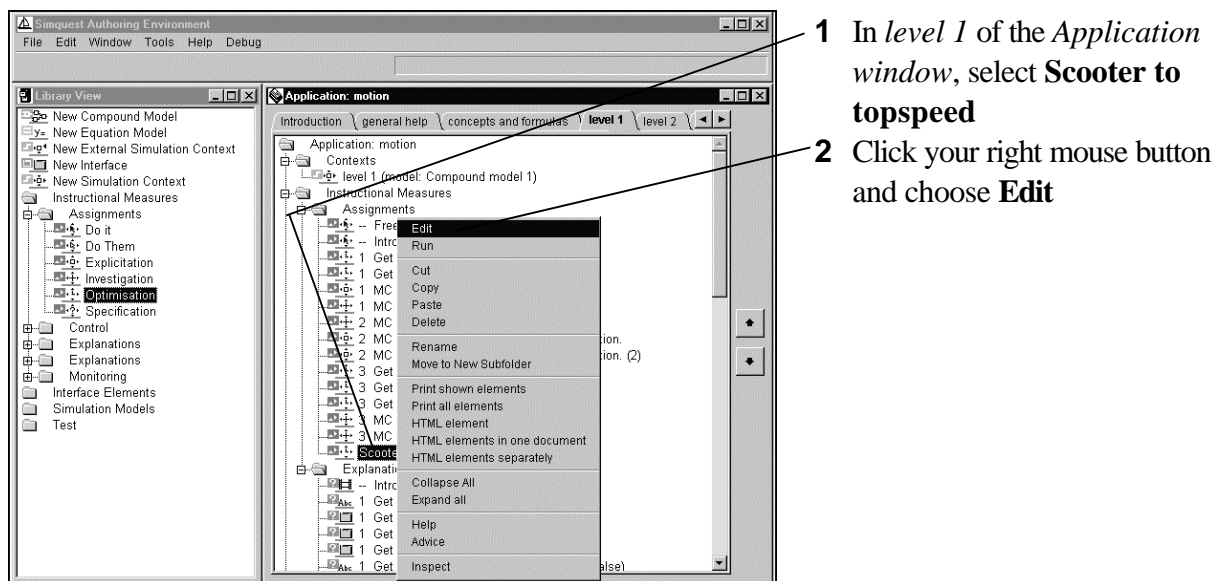 Simquest Authoring Environment
File Edit Window Tools Help Debug
Library View
New Compound Model
New Equation Model
New External Simulation Context
New Interface
New Simulation Context
Instructional Measures
Assignments
Do it
Do Them
Explicitation
Investigation
Optimisation
Specification
Control
Explanations
Explanations
Monitoring
Interface Elements
Simulation Models
Test
Application: motion
Introduction general help concepts and formulas level 1 level 2
Application: motion
Contexts
level 1 (model: Compound model 1)
Instructional Measures
Assignments
-- Free
-- Intro
1 Get
1 Get
1 MC
1 MC
2 MC
2 MC tion.
2 MC tion. (2)
3 Get
3 Get
3 Get
3 MC
3 MC
Scoote
Explanati
-- Intro
1 Get
1 Get
1 Get
1 Get
1 Get alse)
Edit
Run
Cut
Copy
Paste
Delete
Rename
Move to New Subfolder
Print shown elements
Print all elements
HTML element
HTML elements in one document
HTML elements separately
Collapse All
Expand all
Help
Advice
Inspect
1 In level 1 of the Application
window, select Scooter to
topspeed
2 Click your right mouse button
and choose Edit